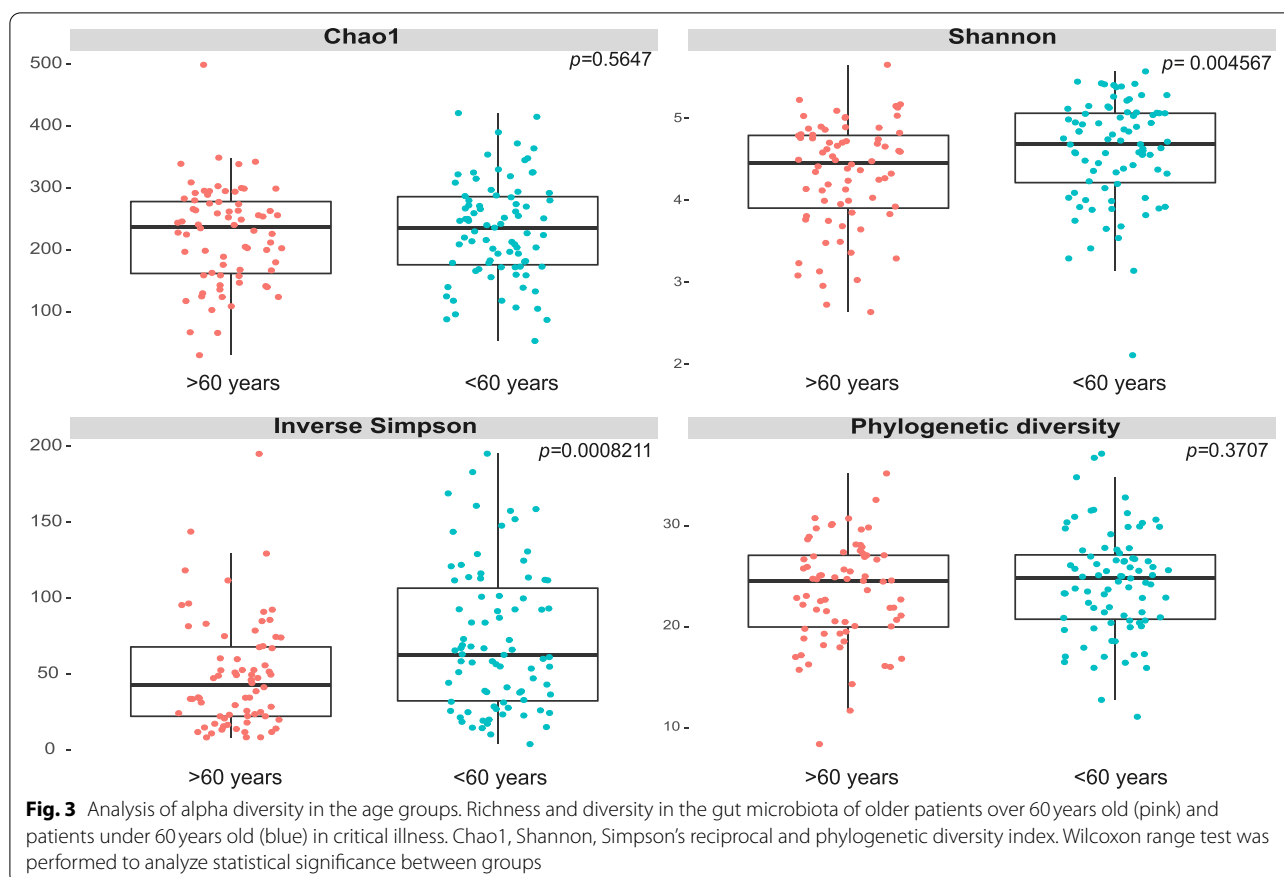 Chao1
p=0.5647
500
400
300
200
100
>60 years
<60 years
Shannon
p= 0.004567
5
4
3
2
>60 years
<60 years
Inverse Simpson
p=0.0008211
200
150
100
50
0
>60 years
<60 years
Phylogenetic diversity
p=0.3707
30
20
10
>60 years
<60 years
Fig. 3 Analysis of alpha diversity in the age groups. Richness and diversity in the gut microbiota of older patients over 60 years old (pink) and
patients under 60 years old (blue) in critical illness. Chao1, Shannon, Simpson's reciprocal and phylogenetic diversity index. Wilcoxon range test was
performed to analyze statistical significance between groups